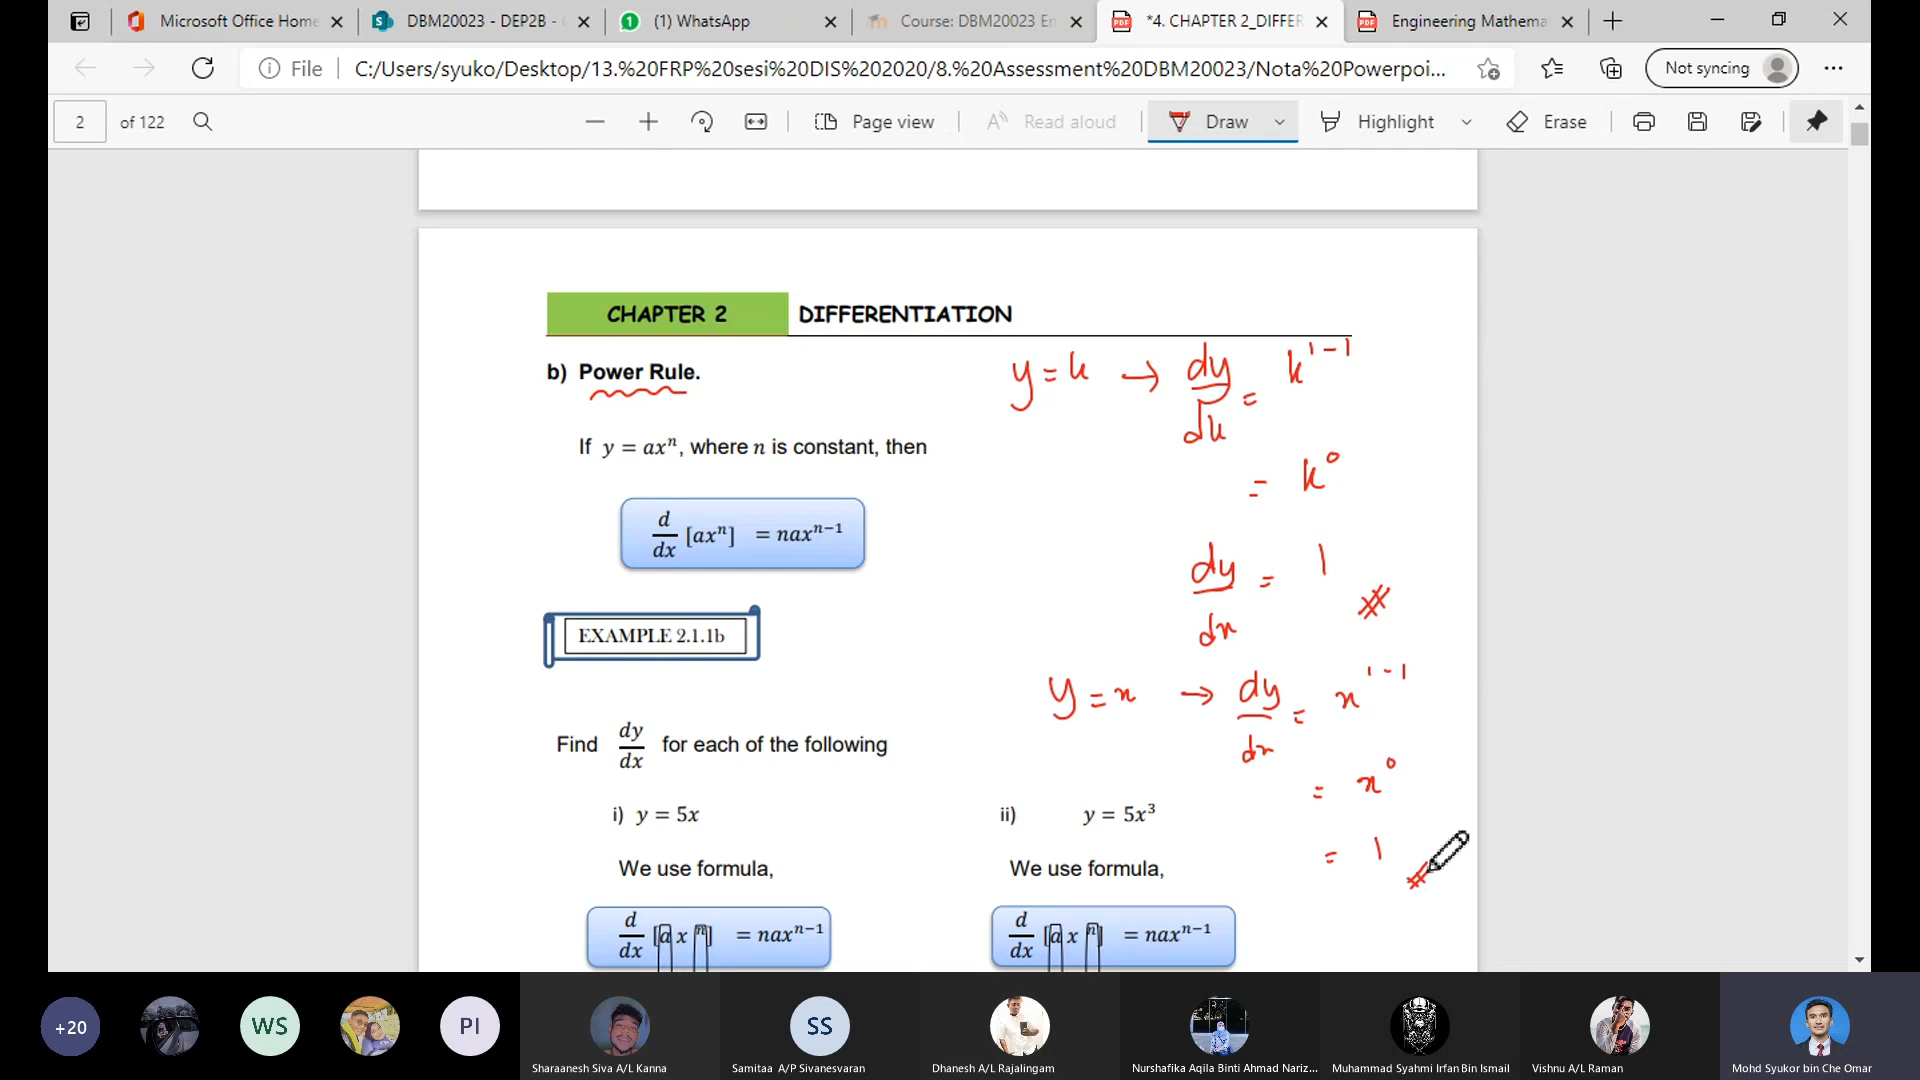 Microsoft Office Home
DBM20023 - DEP2B -
(1) WhatsApp
Course: DBM20023 En
*4. CHAPTER 2_DIFFER
Engineering Mathema
File
C:/Users/syuko/Desktop/13.%20FRP%20sesi%20DIS%202020/8.%20Assessment%20DBM20023/Nota%20Powerpoi...
Not syncing
2 of 122
Page view
Read aloud
Draw
Highlight
Erase
CHAPTER 2 DIFFERENTIATION
b) Power Rule.
y = k → dy/dk = k^1-1
If y = axⁿ, where n is constant, then
= k⁰
d/dx [axⁿ] = naxⁿ⁻¹
dy/dx = 1 #
EXAMPLE 2.1.1b
y = x → dy/dx = x^1-1
Find dy/dx for each of the following
= x⁰
i) y = 5x
ii) y = 5x³
= 1 #
We use formula,
We use formula,
d/dx [a x ⁿ] = naxⁿ⁻¹
d/dx [a x ⁿ] = naxⁿ⁻¹
+20
WS
PI
SS
Sharaanesh Siva A/L Kanna
Samitaa A/P Sivanesvaran
Dhanesh A/L Rajalingam
Nurshafika Aqila Binti Ahmad Nariz...
Muhammad Syahmi Irfan Bin Ismail
Vishnu A/L Raman
Mohd Syukor bin Che Omar